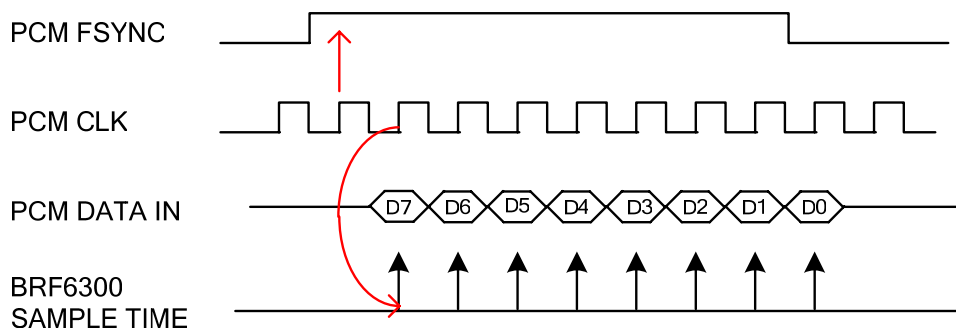 PCM FSYNC
PCM CLK
PCM DATA IN
D7 D6 D5 D4 D3 D2 D1 D0
BRF6300
SAMPLE TIME